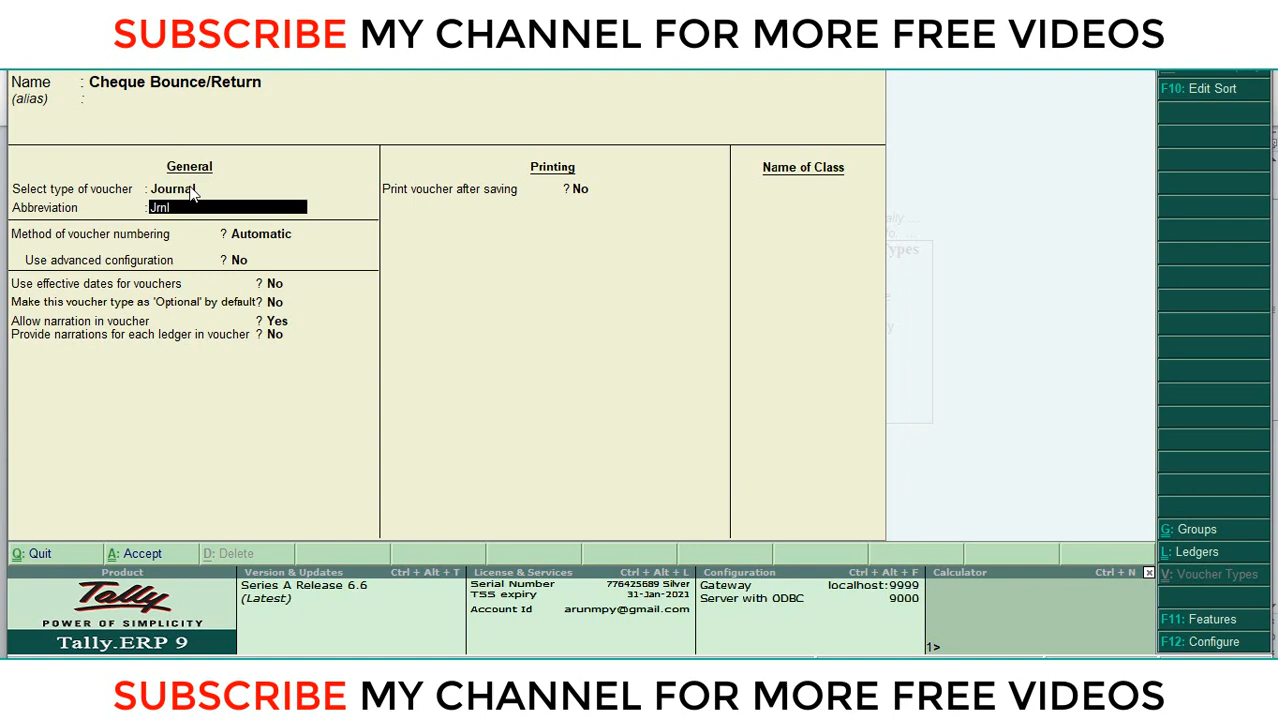 SUBSCRIBE MY CHANNEL FOR MORE FREE VIDEOS
Name : Cheque Bounce/Return
(alias) :
F10: Edit Sort
General
Printing
Name of Class
Select type of voucher : Journal
Print voucher after saving ? No
Abbreviation : Jrnl
Method of voucher numbering ? Automatic
Use advanced configuration ? No
Use effective dates for vouchers ? No
Make this voucher type as 'Optional' by default? No
Allow narration in voucher ? Yes
Provide narrations for each ledger in voucher ? No
G: Groups
L: Ledgers
V: Voucher Types
F11: Features
F12: Configure
Q: Quit
A: Accept
D: Delete
Product
Tally
POWER OF SIMPLICITY
Tally.ERP 9
Version & Updates Ctrl + Alt + T
Series A Release 6.6
(Latest)
License & Services Ctrl + Alt + L
Serial Number 776425689 Silver
TSS expiry 31-Jan-2021
Account Id arunmpy@gmail.com
Configuration Ctrl + Alt + F
Gateway localhost:9999
Server with ODBC 9000
Calculator Ctrl + N x
1>
SUBSCRIBE MY CHANNEL FOR MORE FREE VIDEOS